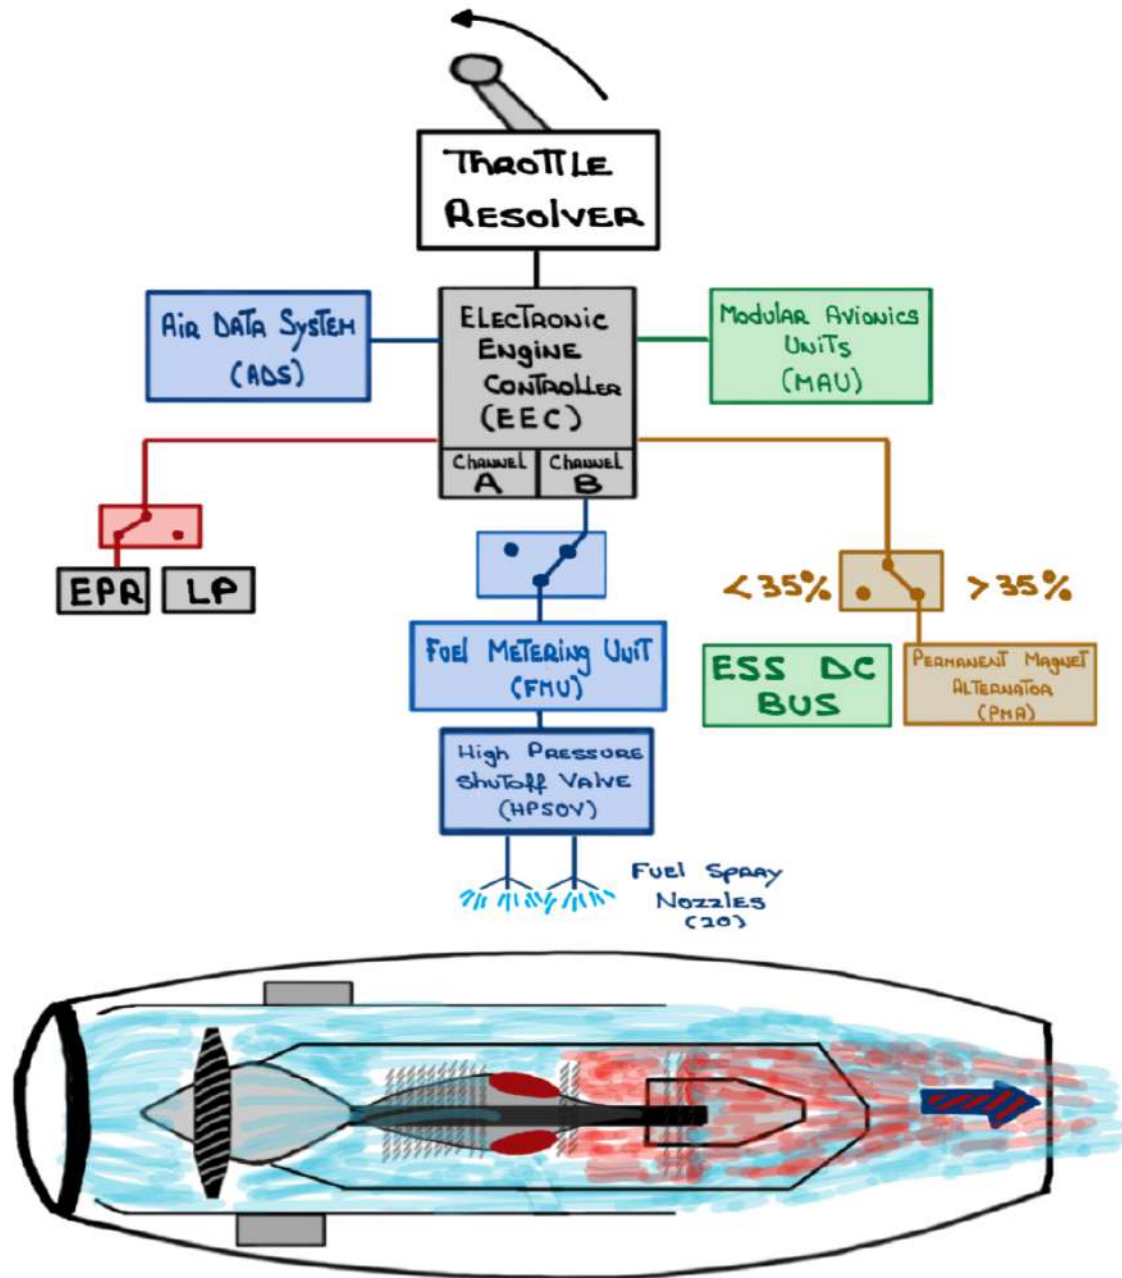 THROTTLE
RESOLVER
AIR DATA SYSTEM
(ADS)
ELECTRONIC
ENGINE
CONTROLLER
(EEC)
MODULAR AVIONICS
UNITS
(MAU)
CHANNEL
A
CHANNEL
B
EPR
LP
<35%
>35%
FUEL METERING UNIT
(FMU)
ESS DC
BUS
PERMANENT MAGNET
ALTERNATOR
(PMA)
HIGH PRESSURE
SHUTOFF VALVE
(HPSOV)
FUEL SPRAY
NOZZLES
(20)